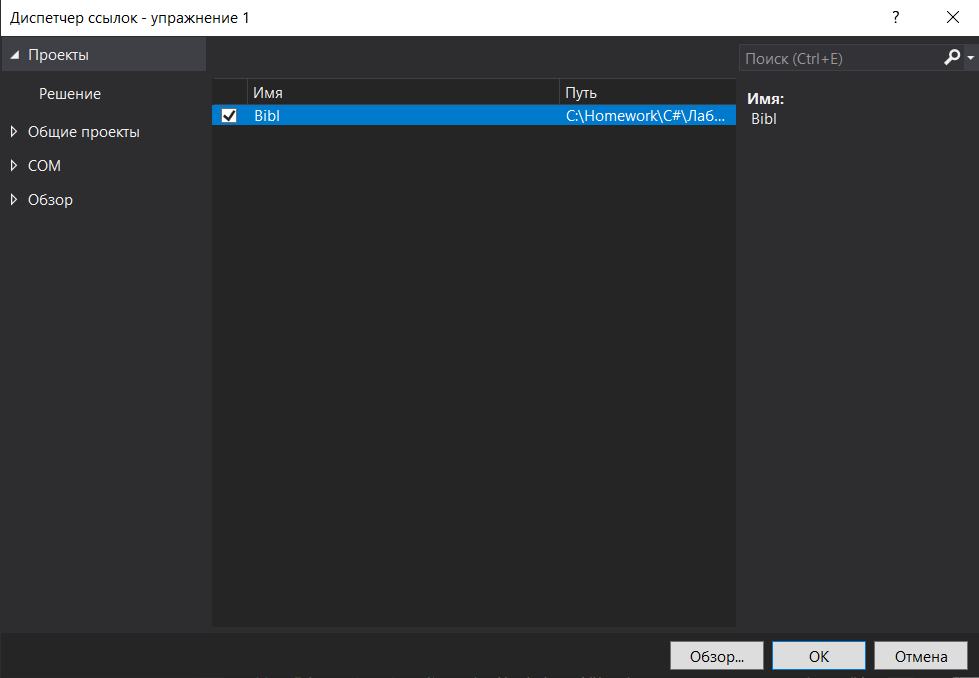 Диспетчер ссылок - упражнение 1 ?
Проекты
Поиск (Ctrl+E)
Решение
Общие проекты
COM
Обзор
Имя Путь
Bibl C:\Homework\C#\Лаб...
Имя:
Bibl
Обзор... ОК Отмена